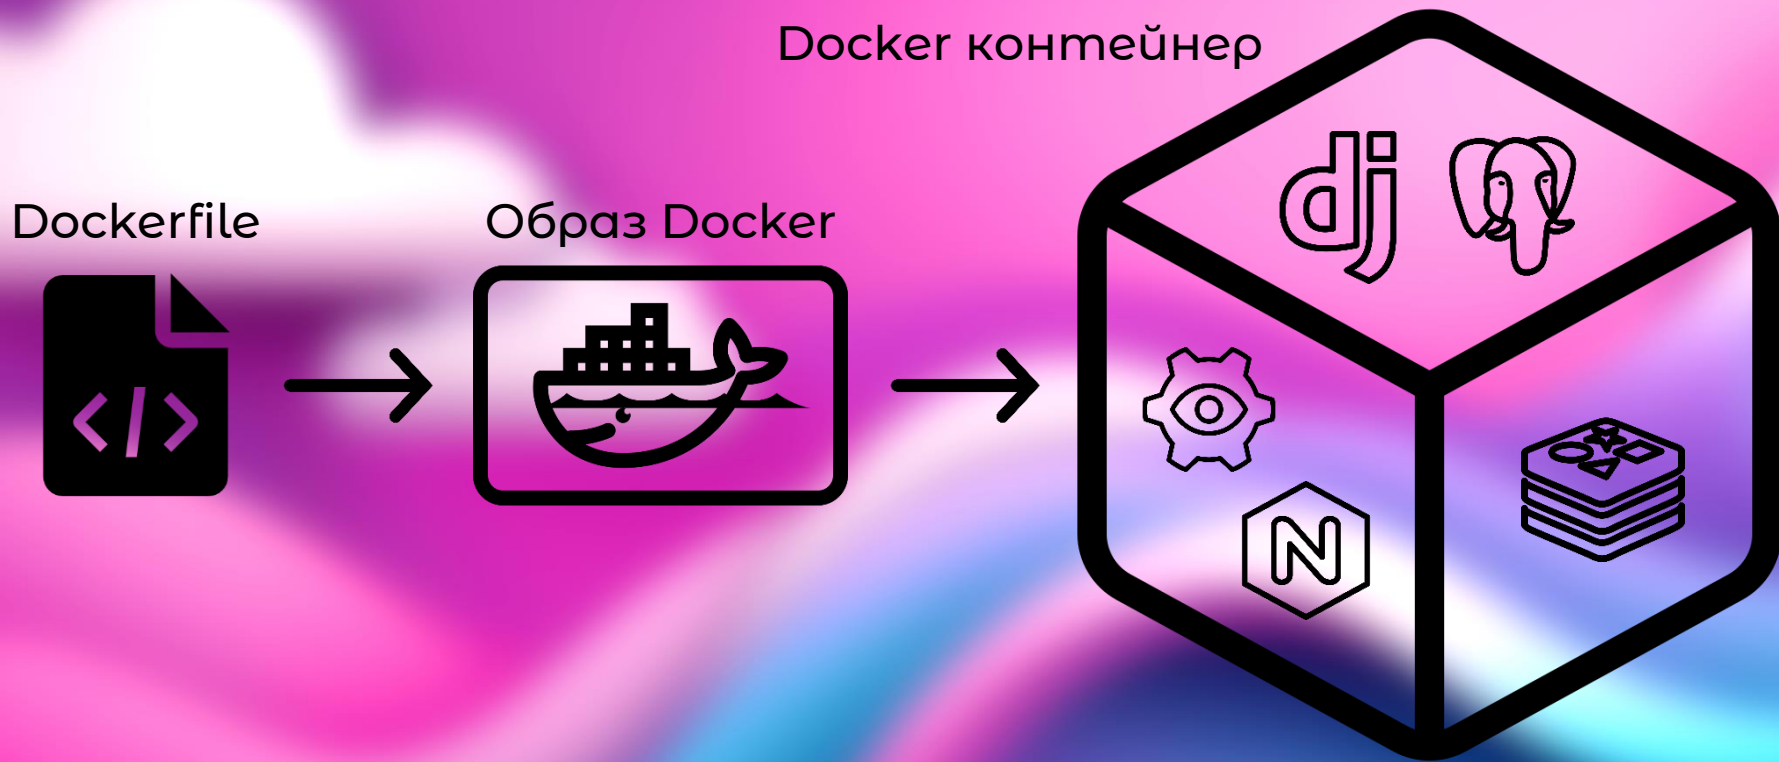 Docker контейнер
Dockerfile
Образ Docker
</>
dj
N